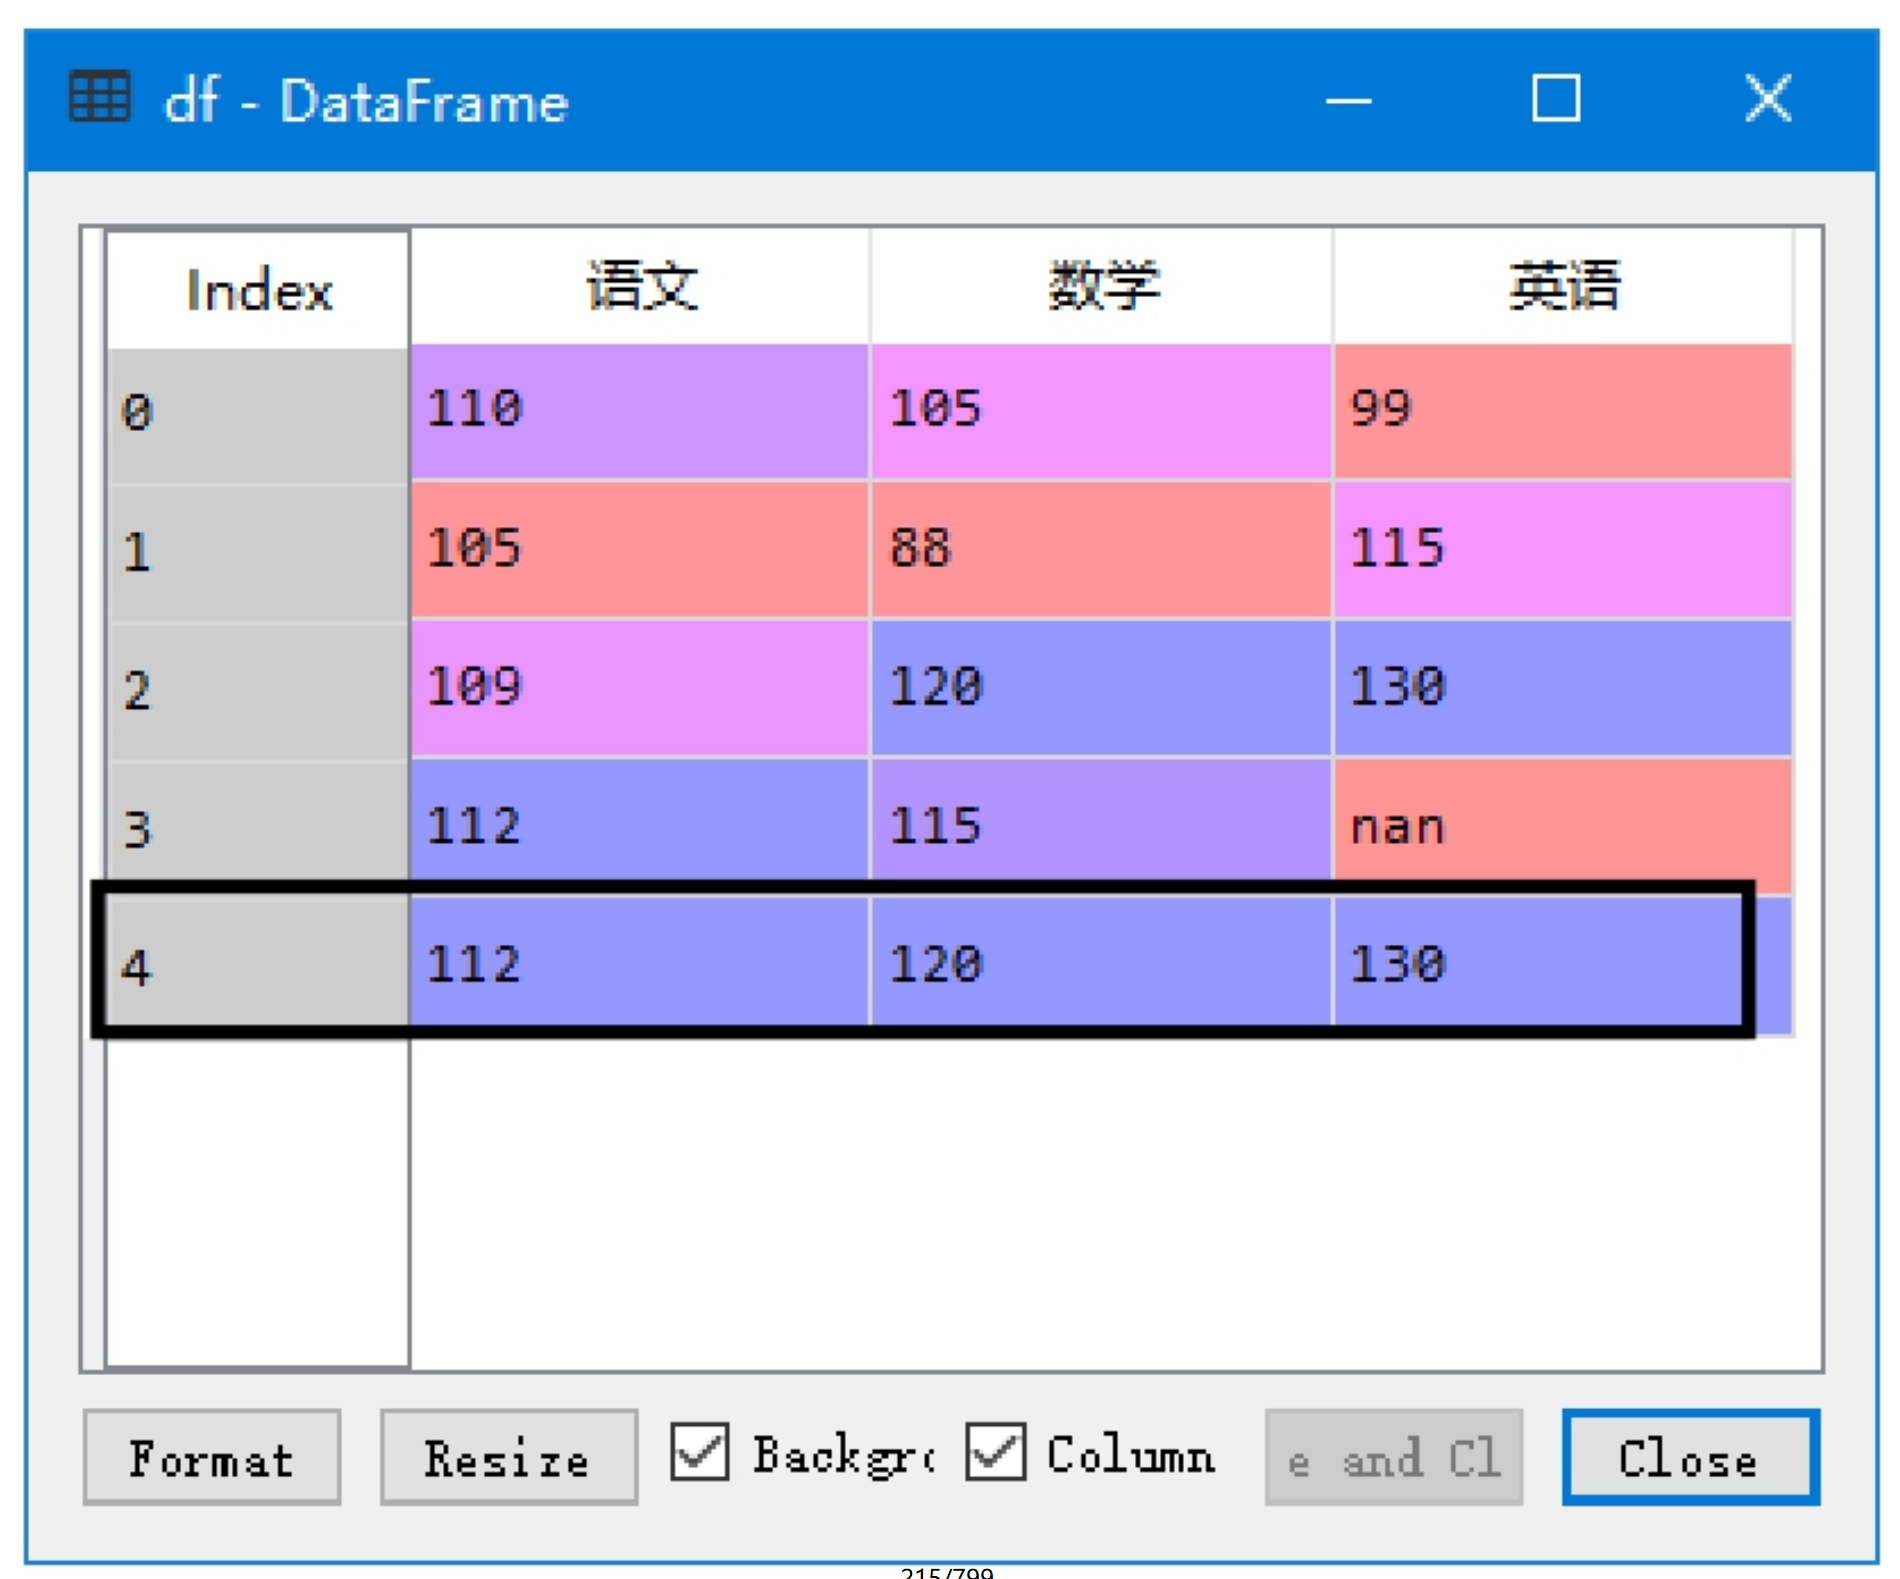 df - DataFrame
Index 语文 数学 英语
0 110 105 99
1 105 88 115
2 109 120 130
3 112 115 nan
4 112 120 130
Format Resize Backgr Column e and Cl Close
215/799